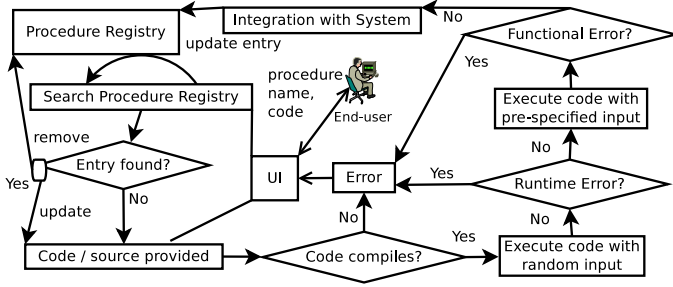 Procedure Registry
Integration with System
No
Functional Error?
update entry
Yes
procedure
name,
code
End-user
Search Procedure Registry
Execute code with
pre-specified input
remove
No
Entry found?
UI
Error
Yes
Runtime Error?
Yes
update
No
No
No
Code / source provided
Code compiles?
Yes
Execute code with
random input